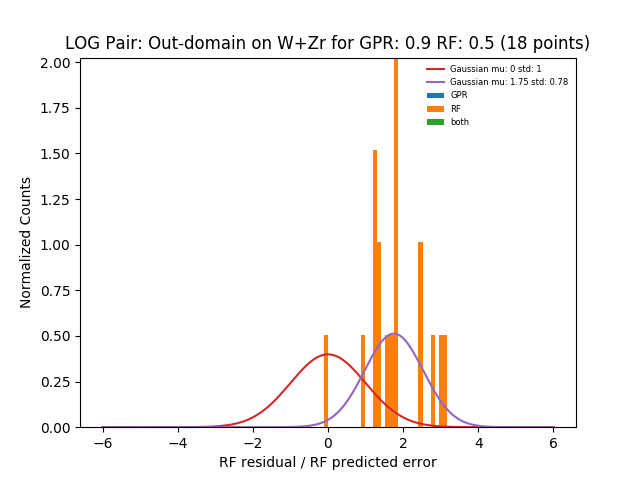 LOG Pair: Out-domain on W+Zr for GPR: 0.9 RF: 0.5 (18 points)
2.00
1.75
1.50
1.25
1.00
0.75
0.50
0.25
0.00
Normalized Counts
Gaussian mu: 0 std: 1
Gaussian mu: 1.75 std: 0.78
GPR
RF
both
−6
−4
−2
0
2
4
6
RF residual / RF predicted error